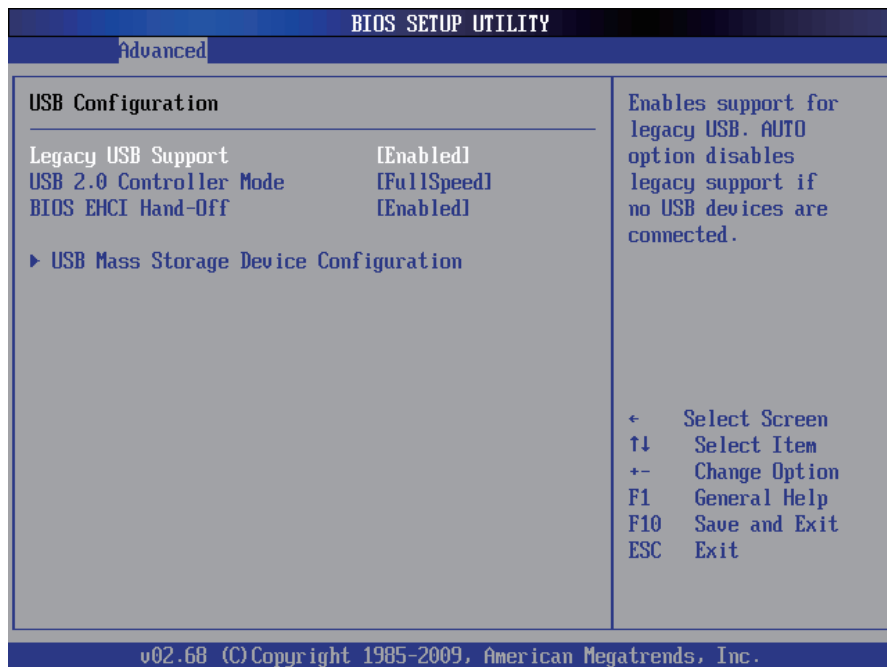 BIOS SETUP UTILITY
Advanced
USB Configuration
Legacy USB Support [Enabled]
USB 2.0 Controller Mode [FullSpeed]
BIOS EHCI Hand-Off [Enabled]
▶ USB Mass Storage Device Configuration
Enables support for
legacy USB. AUTO
option disables
legacy support if
no USB devices are
connected.
← Select Screen
↑↓ Select Item
+- Change Option
F1 General Help
F10 Save and Exit
ESC Exit
v02.68 (C)Copyright 1985-2009, American Megatrends, Inc.